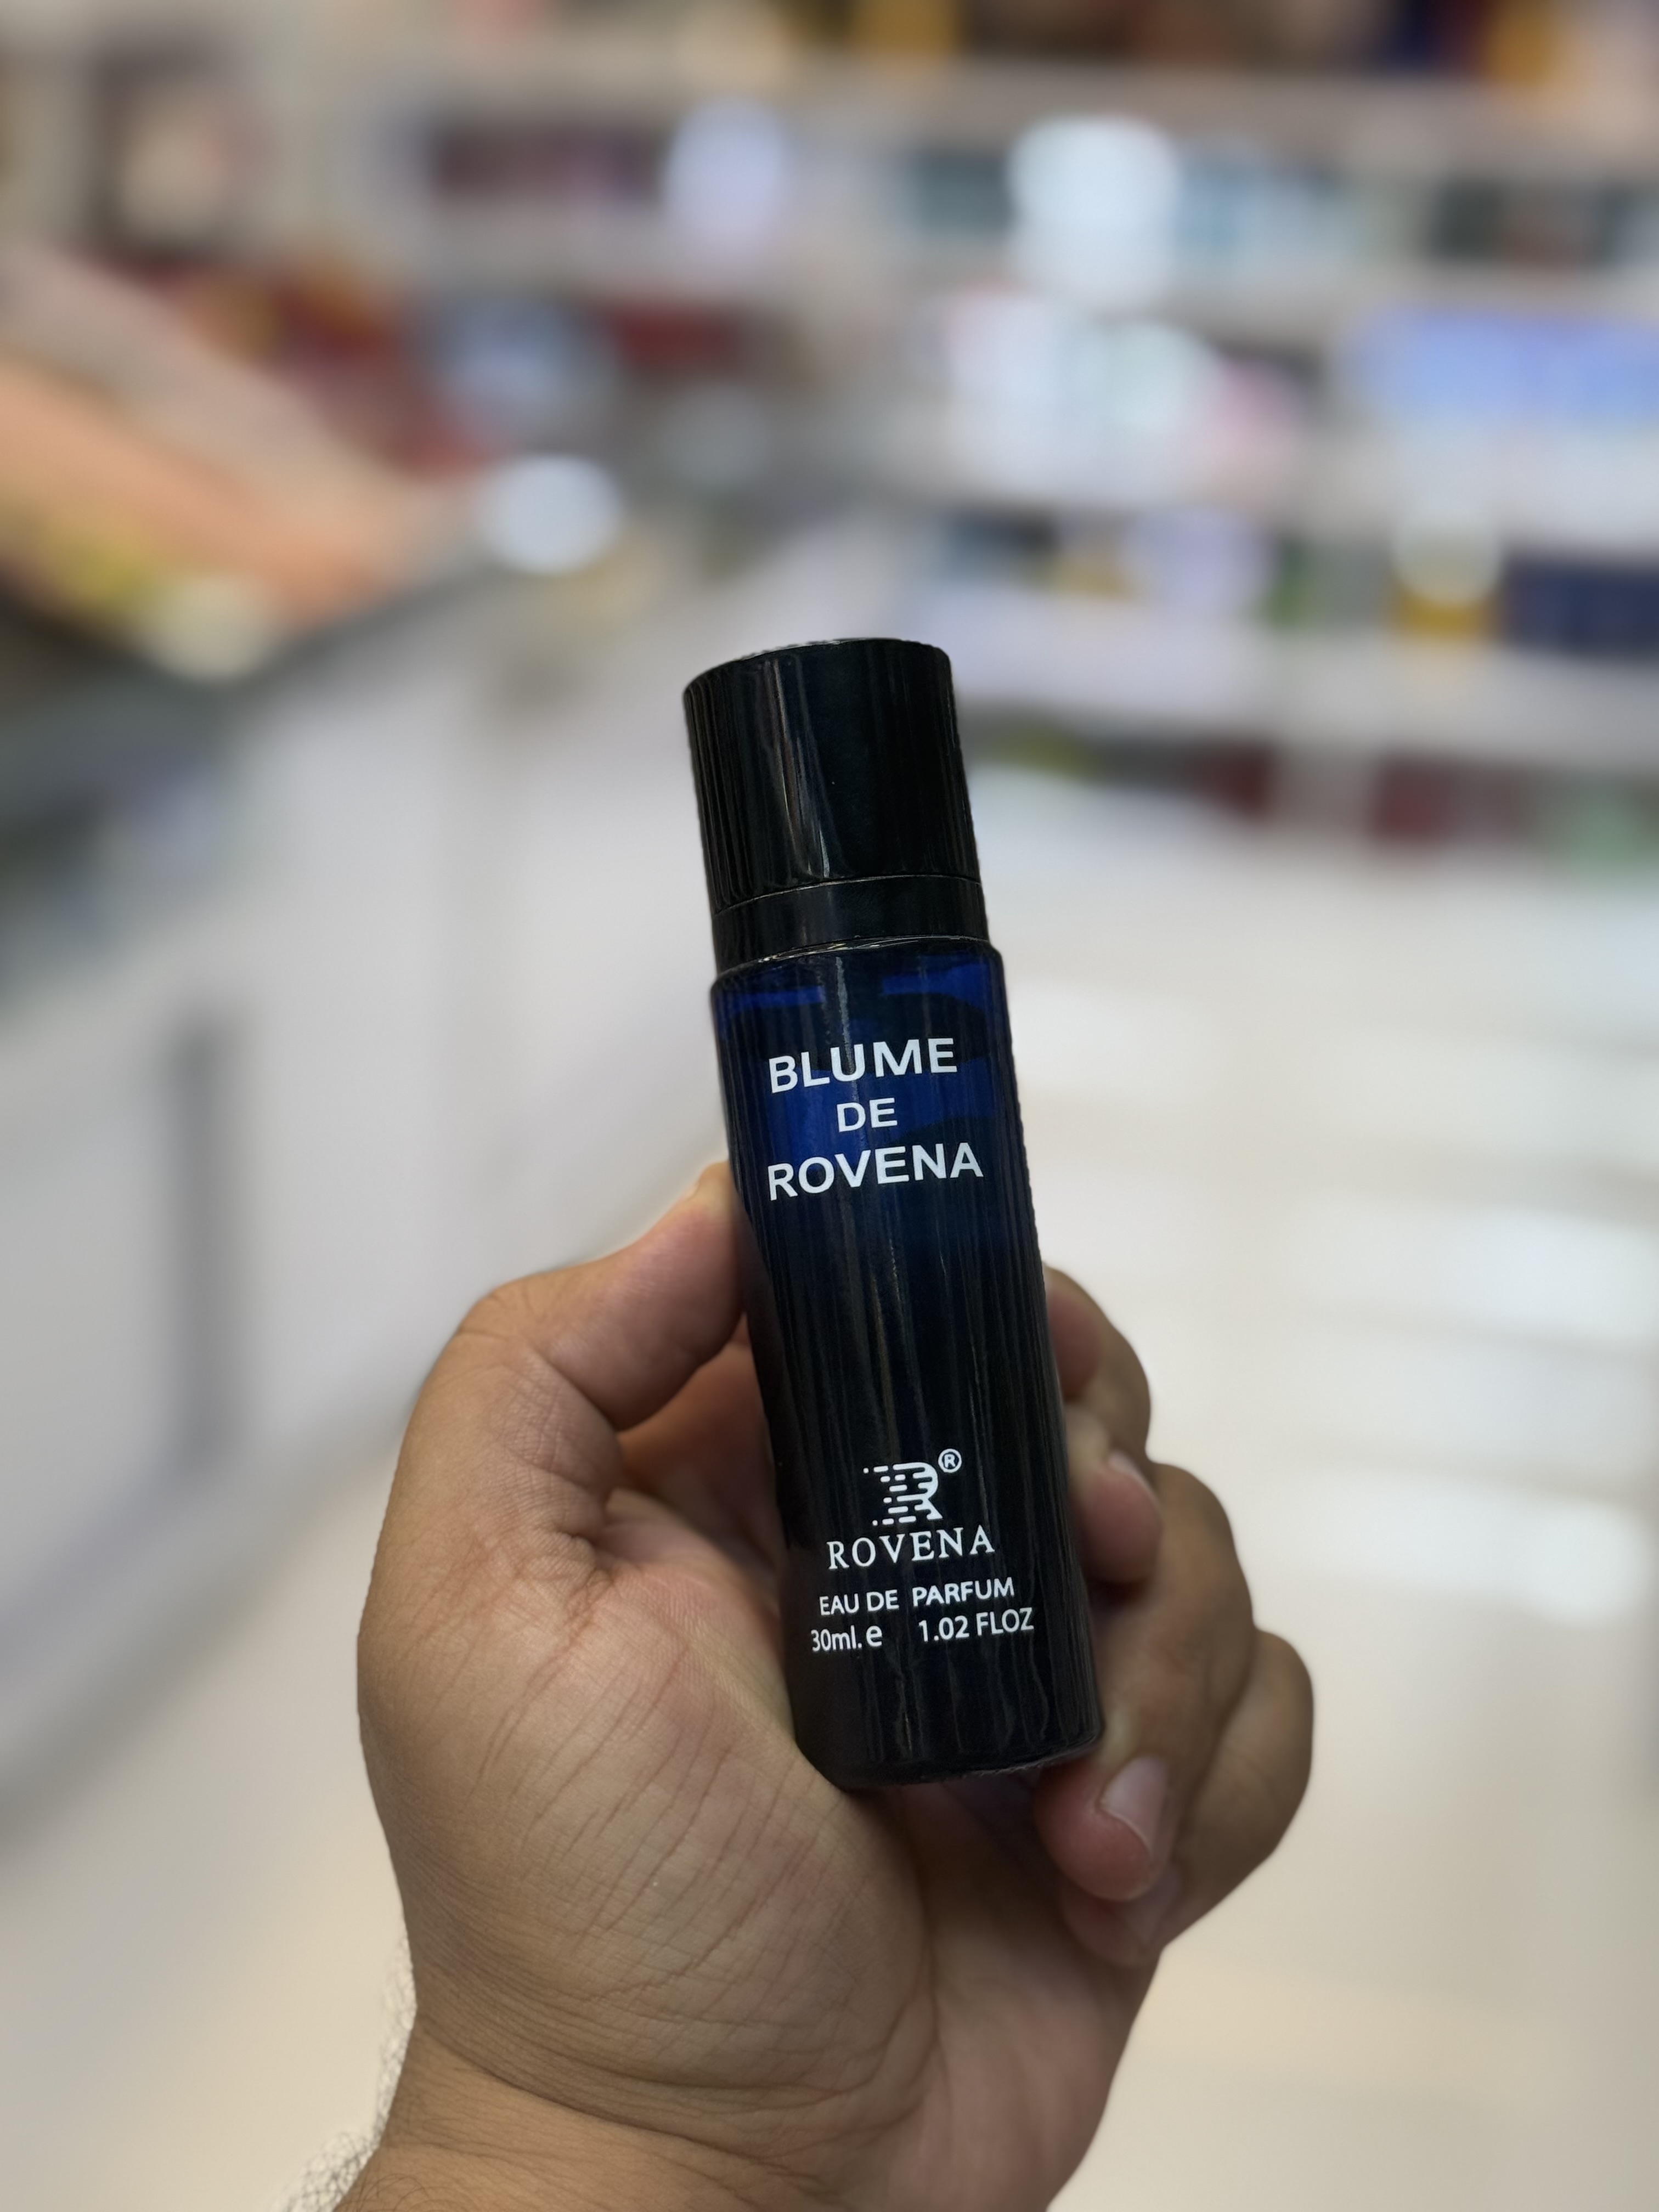 BLUME
DE
ROVENA
R®
ROVENA
EAU DE PARFUM
30ml.e 1.02 FLOZ